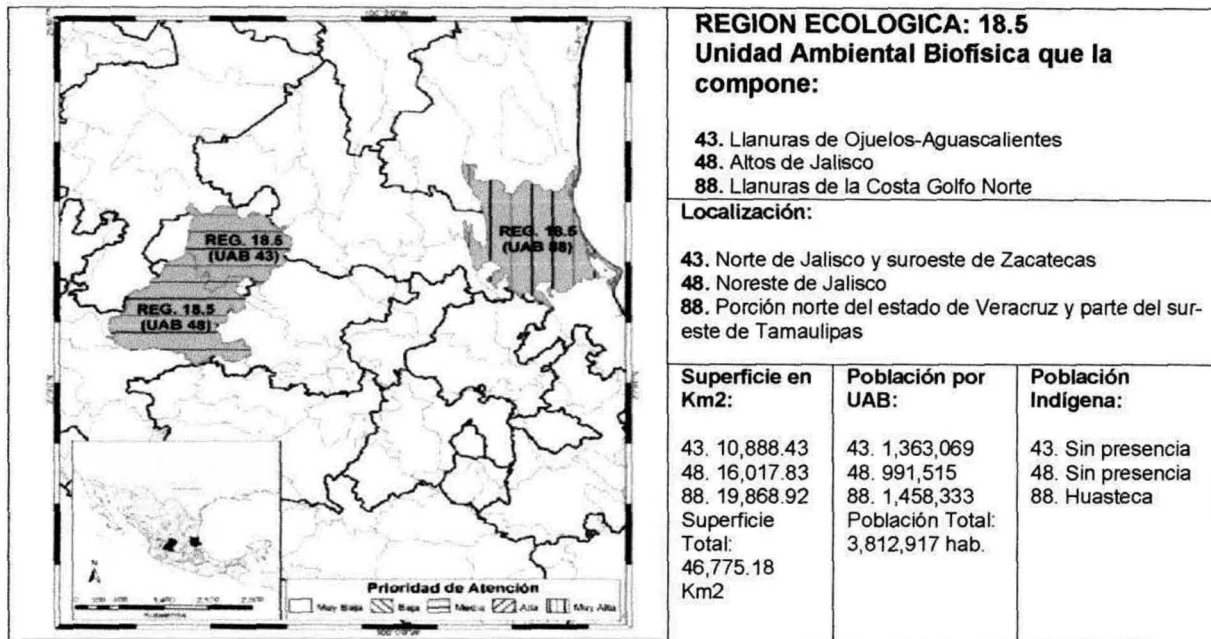 REGION ECOLOGICA: 18.5
Unidad Ambiental Biofísica que la
compone:
43. Llanuras de Ojuelos-Aguascalientes
48. Altos de Jalisco
88. Llanuras de la Costa Golfo Norte
Localización:
43. Norte de Jalisco y suroeste de Zacatecas
48. Noreste de Jalisco
88. Porción norte del estado de Veracruz y parte del sur-
este de Tamaulipas
Superficie en
Km2:
43. 10,888.43
48. 16,017.83
88. 19,868.92
Superficie
Total:
46,775.18
Km2
Población por
UAB:
43. 1,363,069
48. 991,515
88. 1,458,333
Población Total:
3,812,917 hab.
Población
Indígena:
43. Sin presencia
48. Sin presencia
88. Huasteca
REG. 18.5
(UAB 43)
REG. 18.5
(UAB 48)
REG. 18.5
(UAB 88)
N
Prioridad de Atención
Muy Baja
Baja
Media
Alta
Muy Alta